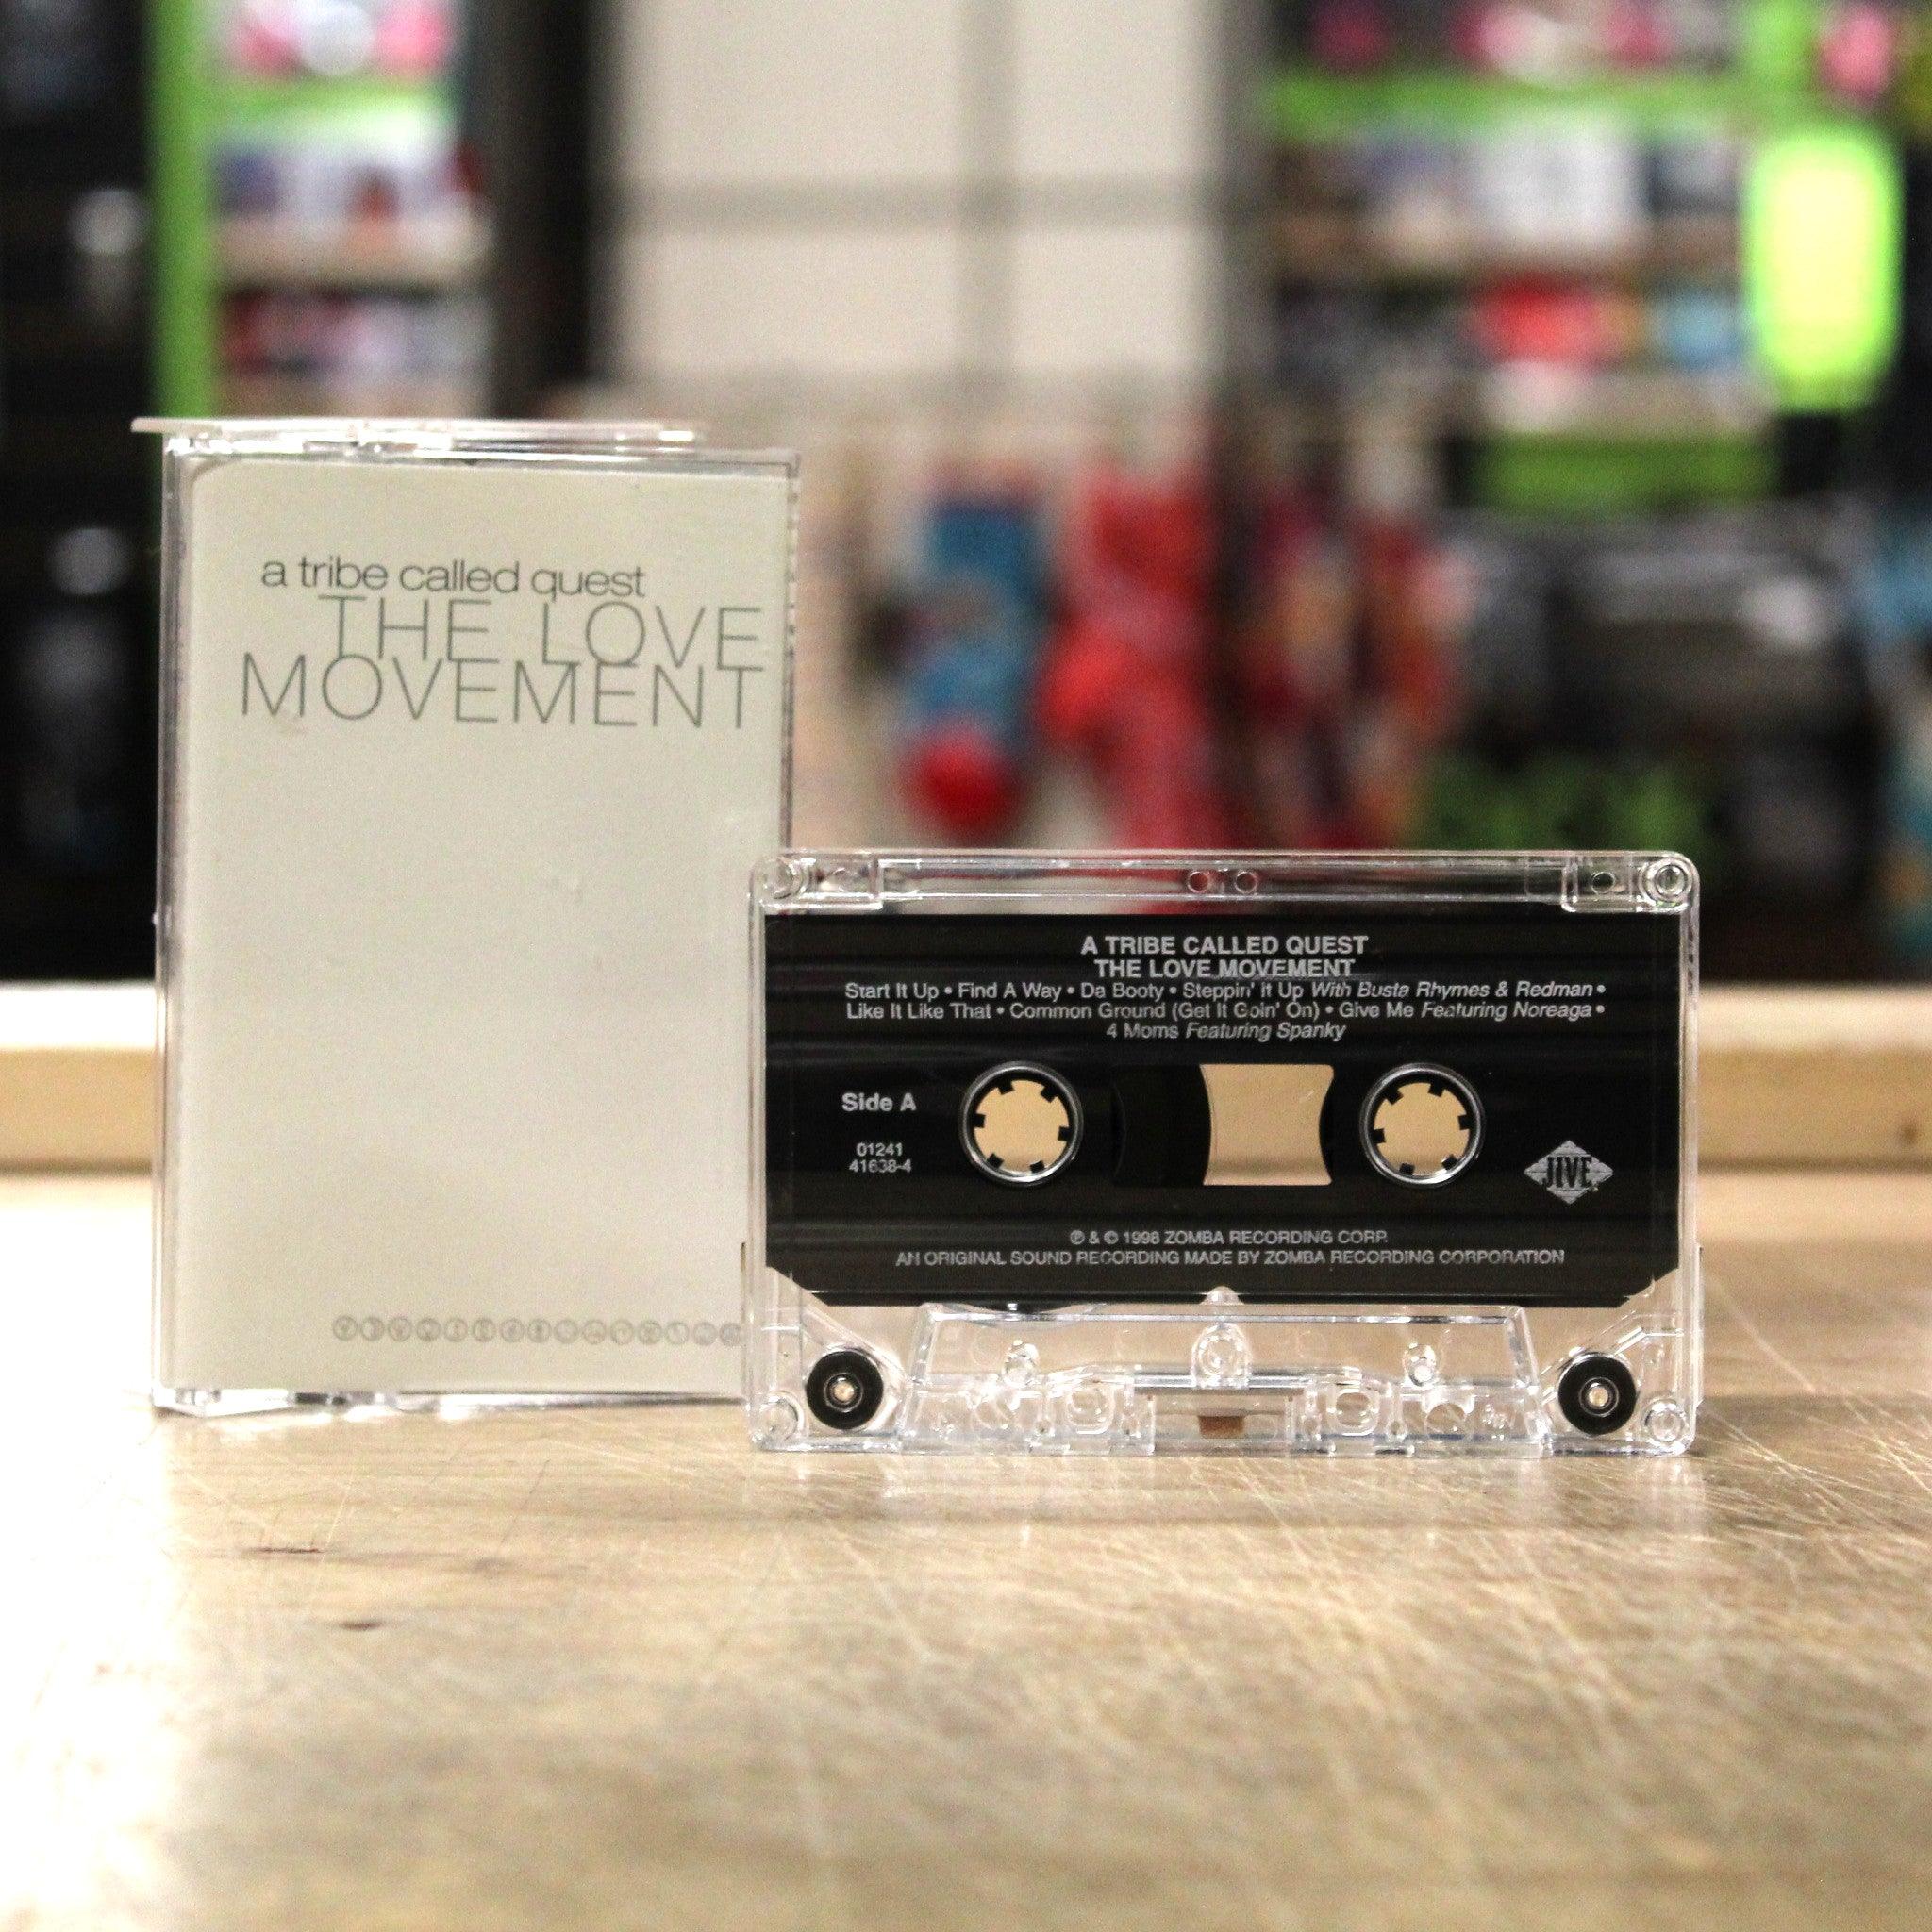 a tribe called quest
THE LOVE
MOVEMENT
A TRIBE CALLED QUEST
THE LOVE MOVEMENT
Start It Up • Find A Way • Da Booty • Steppin' It Up With Busta Rhymes & Redman •
Like It Like That • Common Ground (Get It Goin' On) • Give Me Featuring Noreaga •
4 Moms Featuring Spanky
Side A
01241
41638-4
JIVE
℗ & © 1998 ZOMBA RECORDING CORP.
AN ORIGINAL SOUND RECORDING MADE BY ZOMBA RECORDING CORPORATION